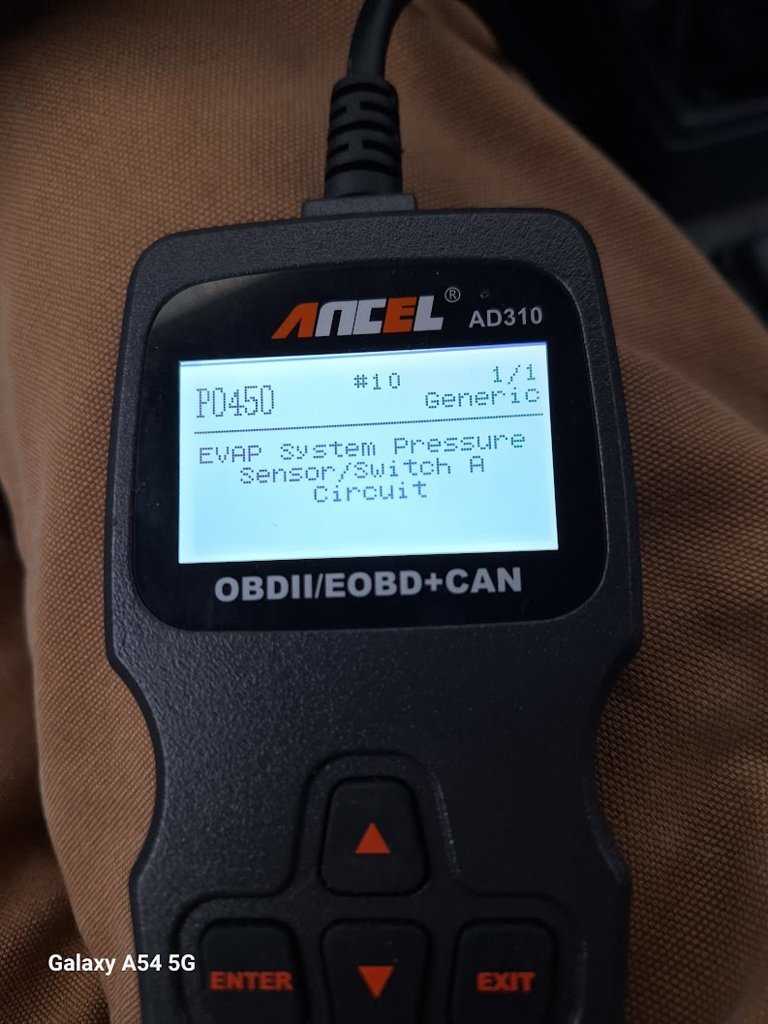 ANCEL®
AD310
P0450 #10 1/1
Generic
EVAP System Pressure
Sensor/Switch A
Circuit
OBDII/EOBD+CAN
ENTER
EXIT
Galaxy A54 5G